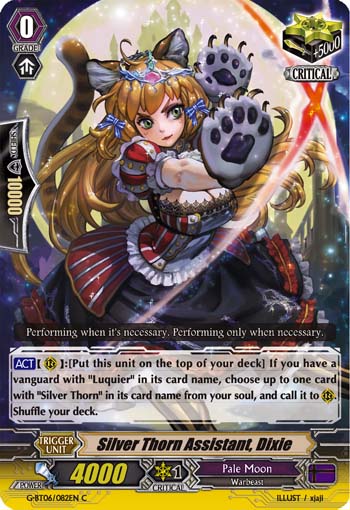 0
GRADE
+5000
CRITICAL
SHIELD
10000
Performing when it's necessary. Performing only when necessary.
ACT[ ]:[Put this unit on the top of your deck] If you have a
vanguard with "Luquier" in its card name, choose up to one card
with "Silver Thorn" in its card name from your soul, and call it to .
Shuffle your deck.
TRIGGER
UNIT
Silver Thorn Assistant, Dixie
POWER
4000
1
CRITICAL
Pale Moon
Warbeast
G-BT06/082EN C
ILLUST / xjaji